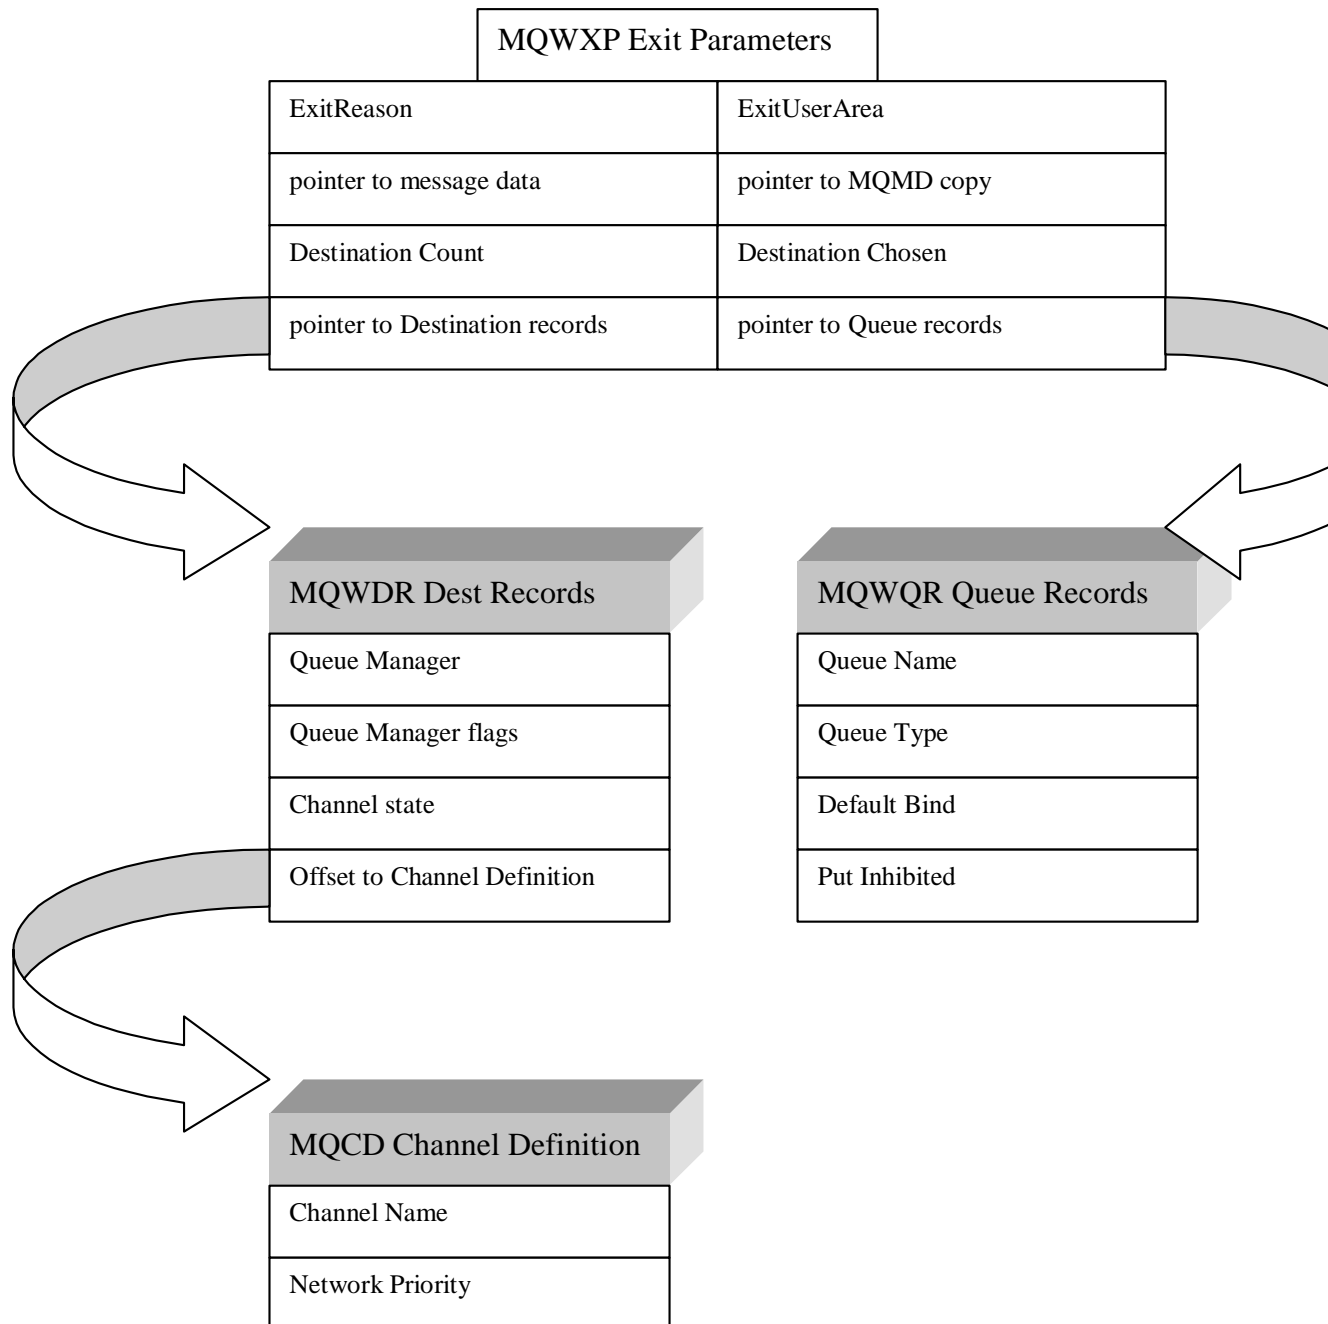 MQWXP Exit Parameters
ExitReason
ExitUserArea
pointer to message data
pointer to MQMD copy
Destination Count
Destination Chosen
pointer to Destination records
pointer to Queue records
MQWDR Dest Records
Queue Manager
Queue Manager flags
Channel state
Offset to Channel Definition
MQWQR Queue Records
Queue Name
Queue Type
Default Bind
Put Inhibited
MQCD Channel Definition
Channel Name
Network Priority